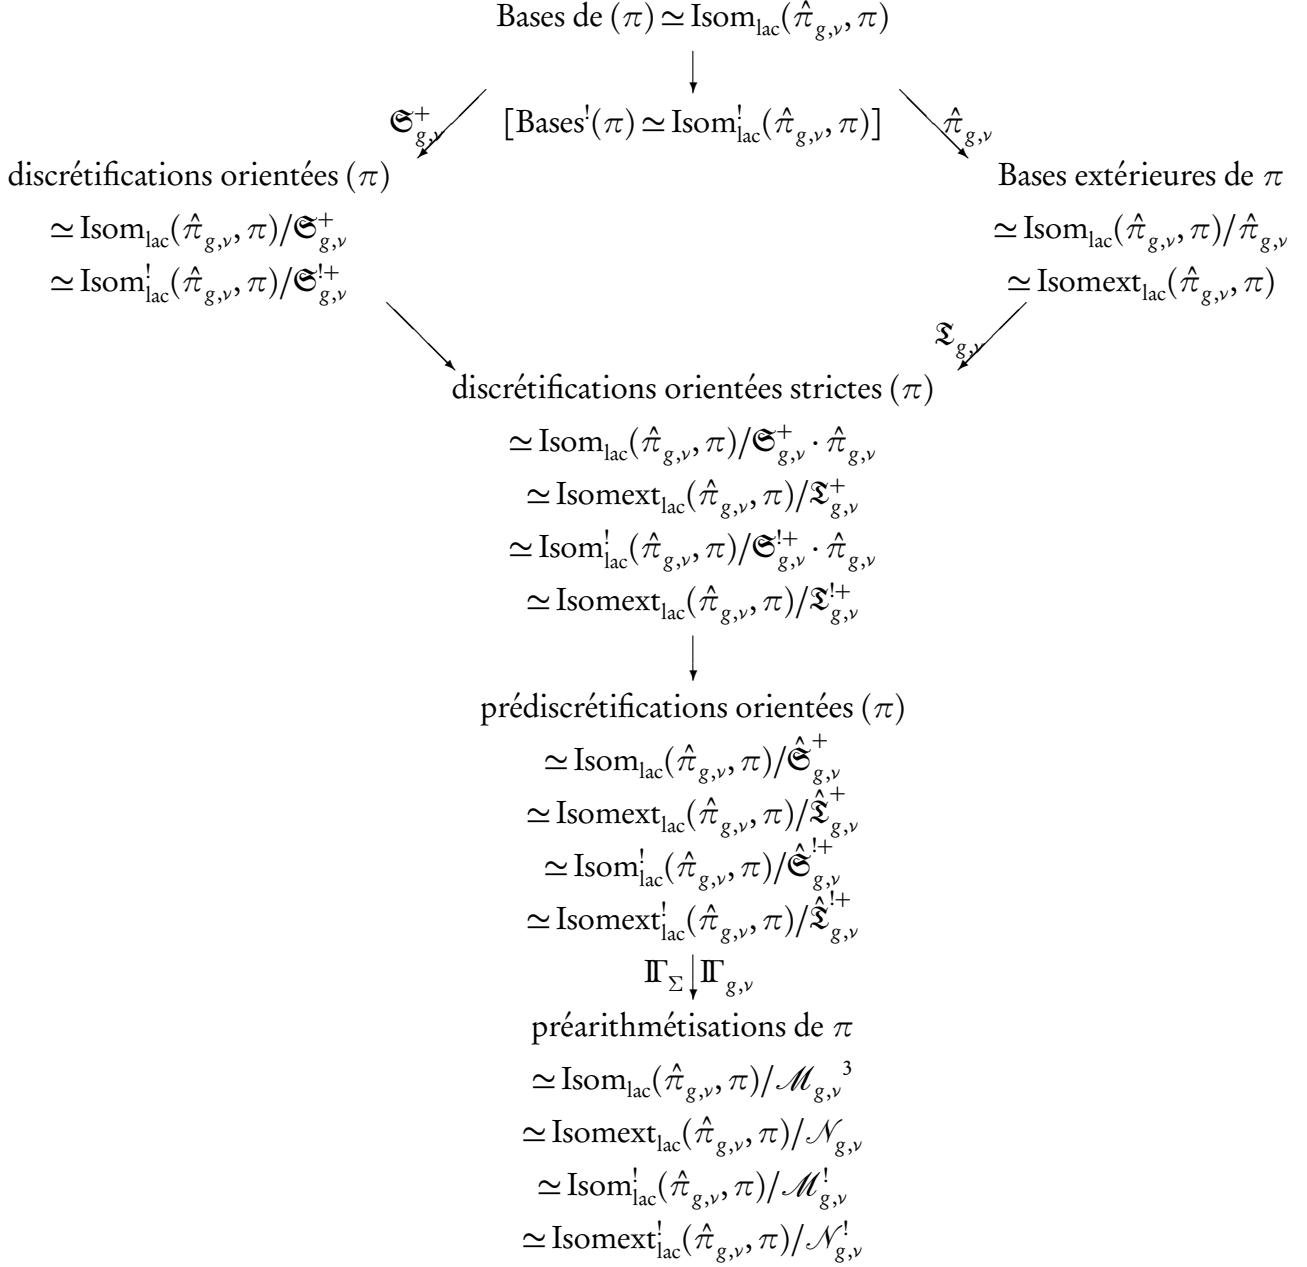 Bases de (π) ≃ Isom_lac(π̂_{g,ν}, π)
[Bases^!(π) ≃ Isom^!_lac(π̂_{g,ν}, π)]
𝔖^+_{g,ν}
π̂_{g,ν}
discrétifications orientées (π)
≃ Isom_lac(π̂_{g,ν}, π)/𝔖^+_{g,ν}
≃ Isom^!_lac(π̂_{g,ν}, π)/𝔖^{!+}_{g,ν}
Bases extérieures de π
≃ Isom_lac(π̂_{g,ν}, π)/π̂_{g,ν}
≃ Isomext_lac(π̂_{g,ν}, π)
𝔗_{g,ν}
discrétifications orientées strictes (π)
≃ Isom_lac(π̂_{g,ν}, π)/𝔖^+_{g,ν} · π̂_{g,ν}
≃ Isomext_lac(π̂_{g,ν}, π)/𝔗^+_{g,ν}
≃ Isom^!_lac(π̂_{g,ν}, π)/𝔖^{!+}_{g,ν} · π̂_{g,ν}
≃ Isomext_lac(π̂_{g,ν}, π)/𝔗^{!+}_{g,ν}
prédiscrétifications orientées (π)
≃ Isom_lac(π̂_{g,ν}, π)/𝔖̂^+_{g,ν}
≃ Isomext_lac(π̂_{g,ν}, π)/𝔗̂^+_{g,ν}
≃ Isom^!_lac(π̂_{g,ν}, π)/𝔖̂^{!+}_{g,ν}
≃ Isomext^!_lac(π̂_{g,ν}, π)/𝔗̂^{!+}_{g,ν}
𝐈𝚪_Σ 𝐈𝚪_{g,ν}
préarithmétisations de π
≃ Isom_lac(π̂_{g,ν}, π)/ℳ_{g,ν}³
≃ Isomext_lac(π̂_{g,ν}, π)/𝒩_{g,ν}
≃ Isom^!_lac(π̂_{g,ν}, π)/ℳ^!_{g,ν}
≃ Isomext^!_lac(π̂_{g,ν}, π)/𝒩^!_{g,ν}